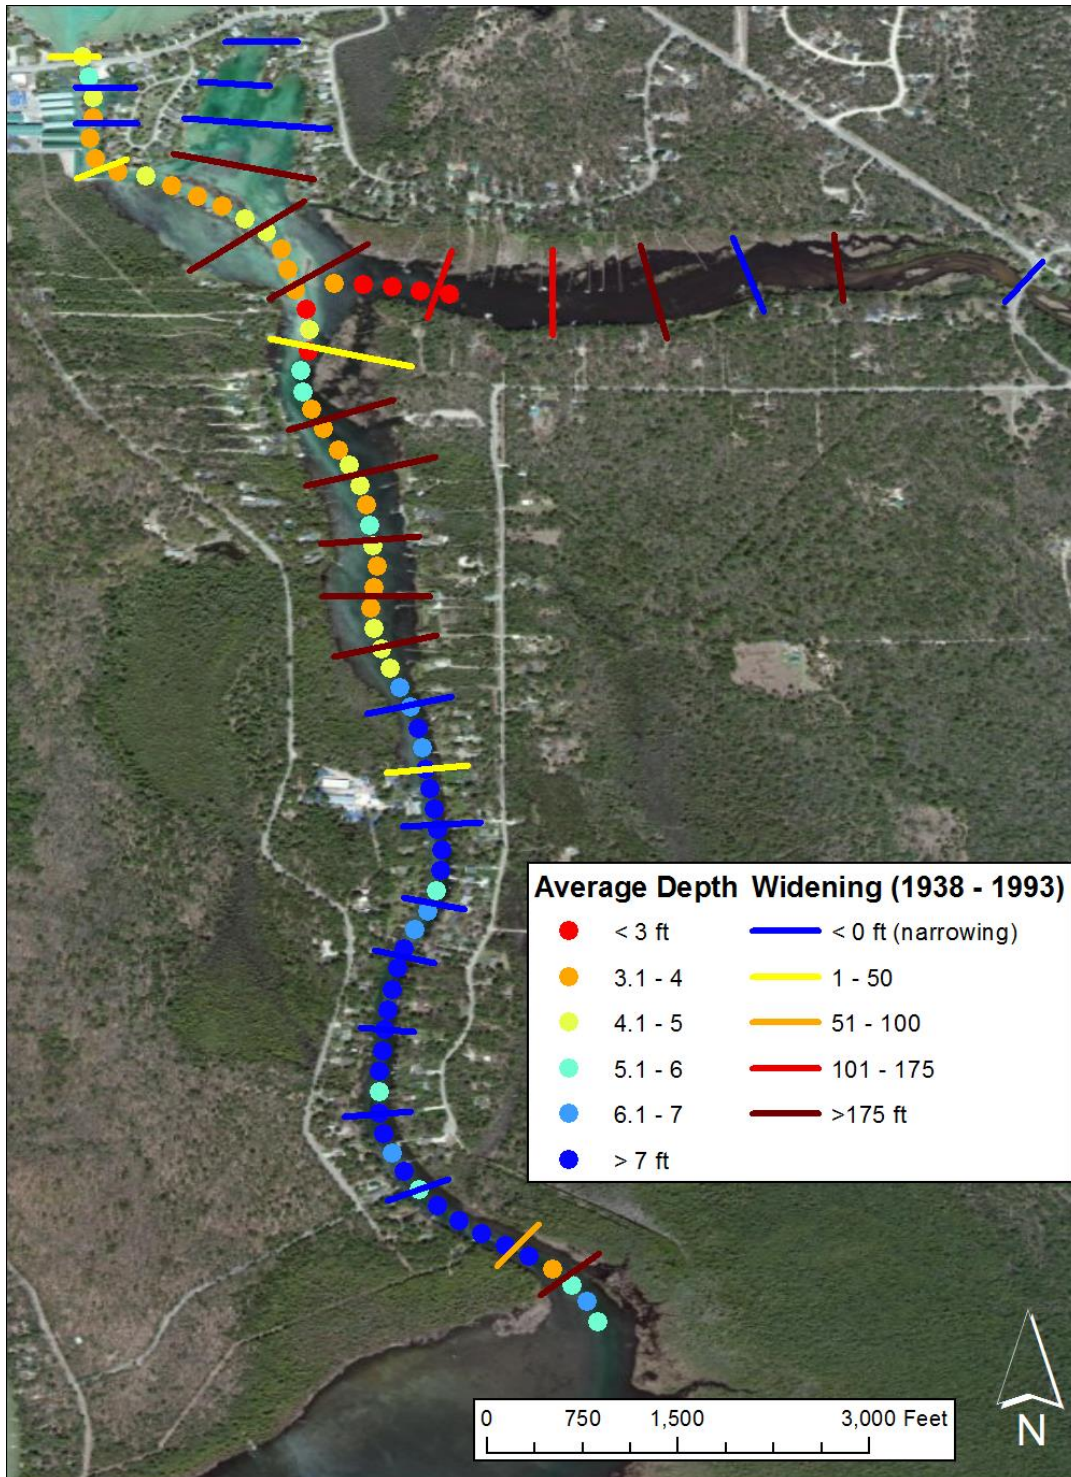 Average Depth Widening (1938 - 1993)
< 3 ft < 0 ft (narrowing)
3.1 - 4 1 - 50
4.1 - 5 51 - 100
5.1 - 6 101 - 175
6.1 - 7 >175 ft
> 7 ft
0 750 1,500 3,000 Feet
N